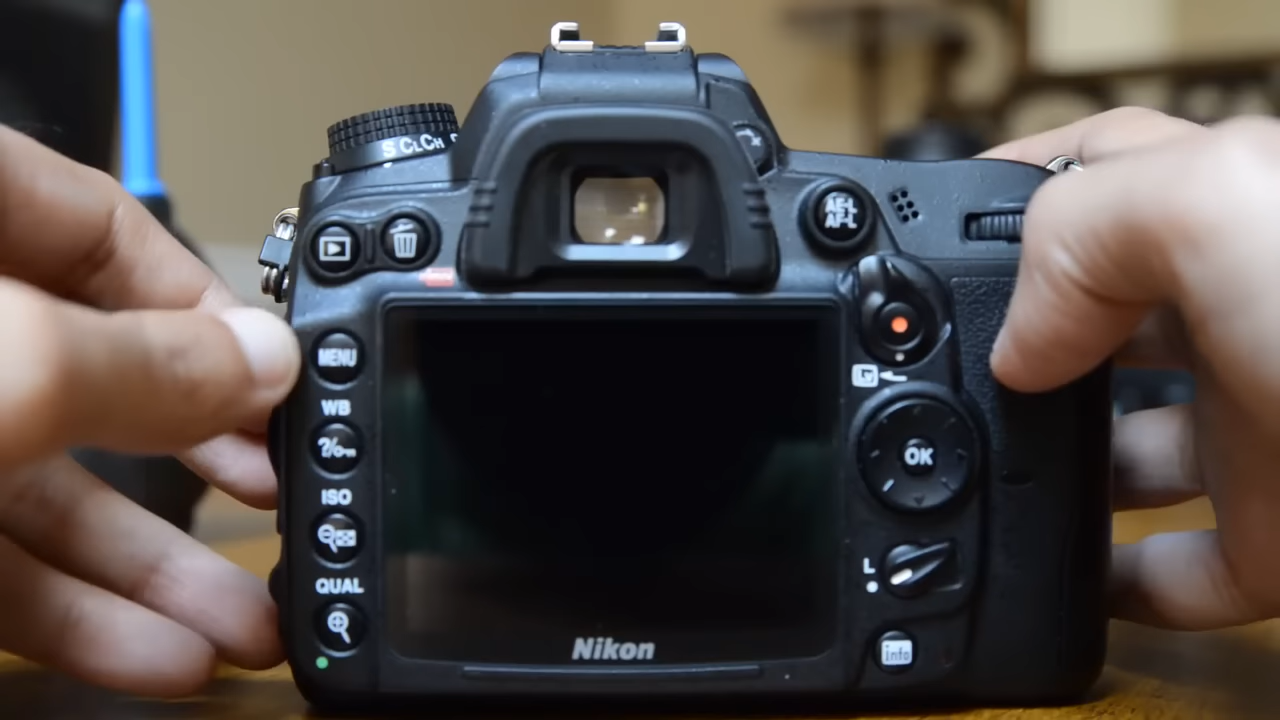 S CL CH
AE-L
AF-L
MENU
WB
?/
ISO
OK
QUAL
L
info
Nikon